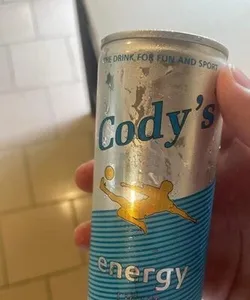 THE DRINK FOR FUN AND SPORT
Cody's
energy